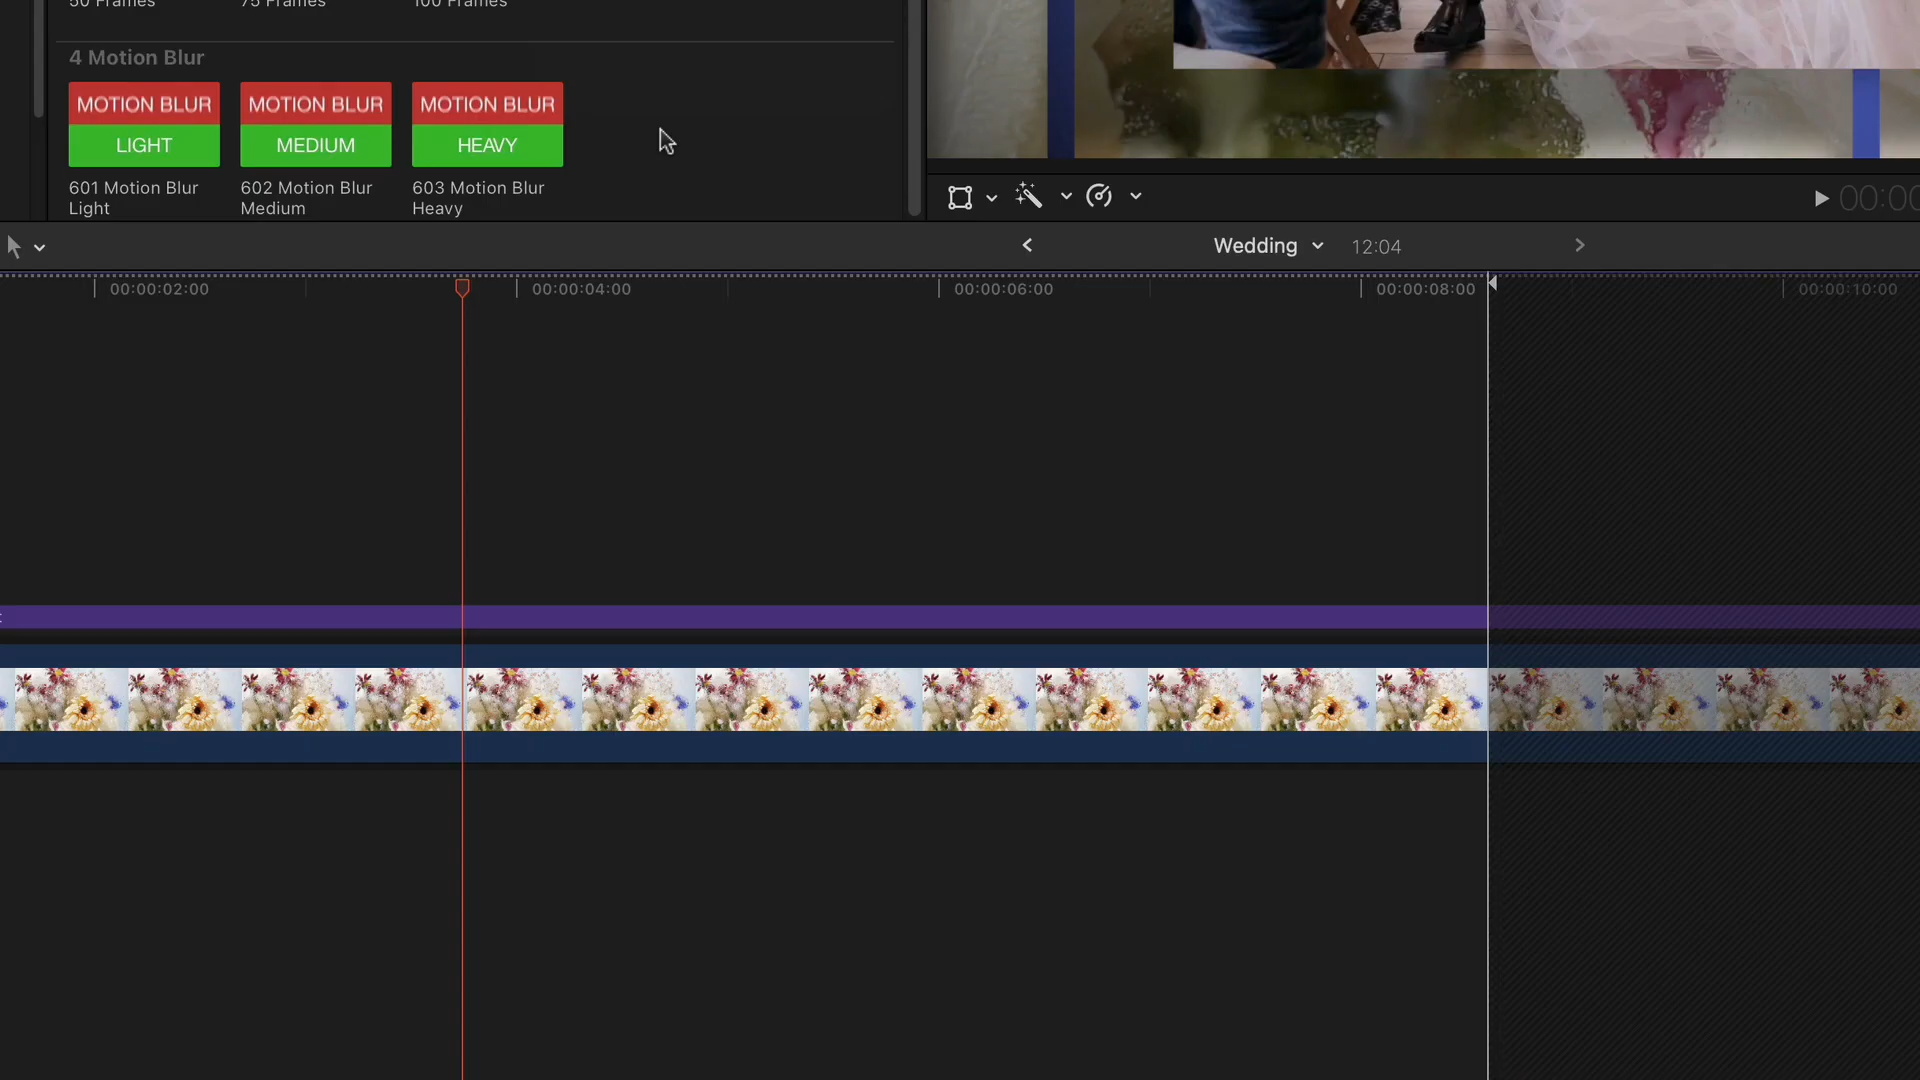 50 Frames
75 Frames
100 Frames
4 Motion Blur
MOTION BLUR
LIGHT
MOTION BLUR
MEDIUM
MOTION BLUR
HEAVY
601 Motion Blur
Light
602 Motion Blur
Medium
603 Motion Blur
Heavy
00:00
Wedding
12:04
00:00:02:00
00:00:04:00
00:00:06:00
00:00:08:00
00:00:10:00